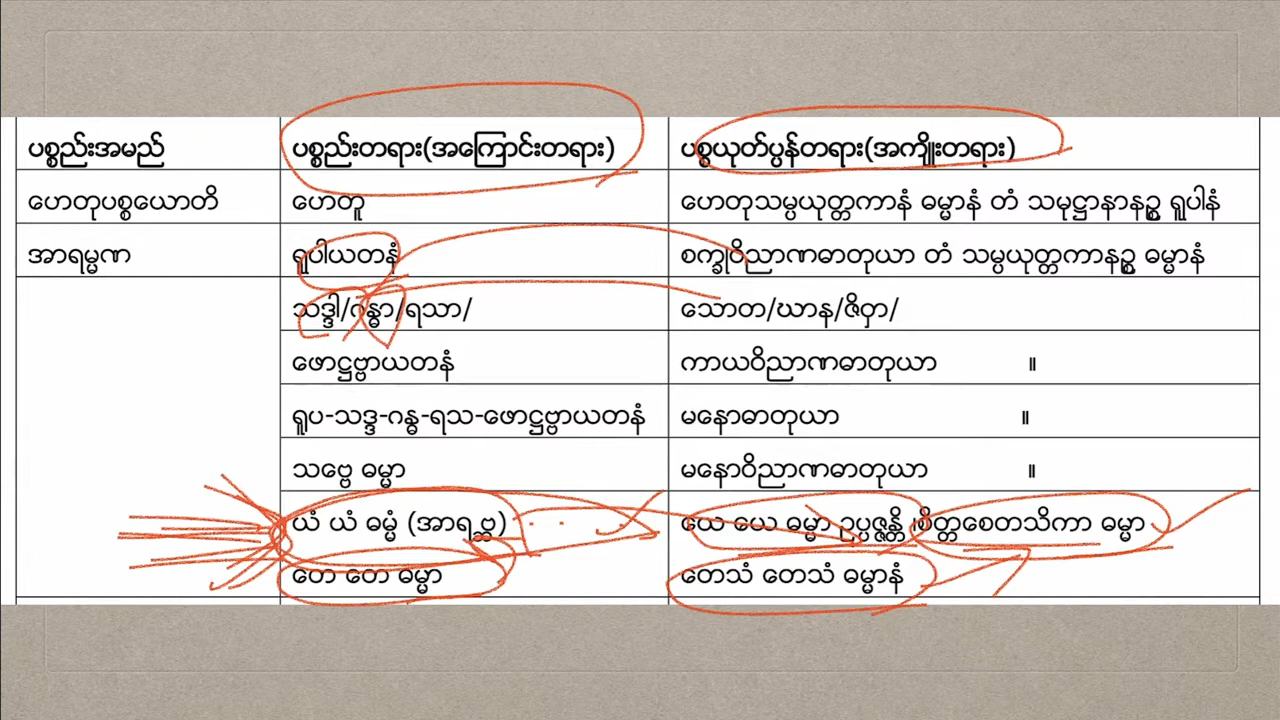 ပစ္စည်းအမည် ပစ္စည်းတရား(အကြောင်းတရား) ပစ္စယုတ်ပ္ပန်တရား(အကျိုးတရား)
ဟေတုပစ္စယောတိ ဟေတူ ဟေတုသမ္ပယုတ္တကာနံ ဓမ္မာနံ တံ သမုဋ္ဌာနာနဉ္စ ရူပါနံ
အာရမ္မဏ ရူပါယတနံ စက္ခုဝိညာဏဓာတုယာ တံ သမ္ပယုတ္တကာနဉ္စ ဓမ္မာနံ
သဒ္ဒါ/ဂန္ဓာ/ရသာ/ သောတ/ဃာန/ဇိဝှာ/
ဖောဋ္ဌဗ္ဗာယတနံ ကာယဝိညာဏဓာတုယာ ။
ရူပ-သဒ္ဒ-ဂန္ဓ-ရသ-ဖောဋ္ဌဗ္ဗာယတနံ မနောဓာတုယာ ။
သဗ္ဗေ ဓမ္မာ မနောဝိညာဏဓာတုယာ ။
ယံ ယံ ဓမ္မံ (အာရဗ္ဘ) ယေ ယေ ဓမ္မာ ဥပ္ပဇ္ဇန္တိ စိတ္တစေတသိကာ ဓမ္မာ
တေ တေ ဓမ္မာ တေသံ တေသံ ဓမ္မာနံ